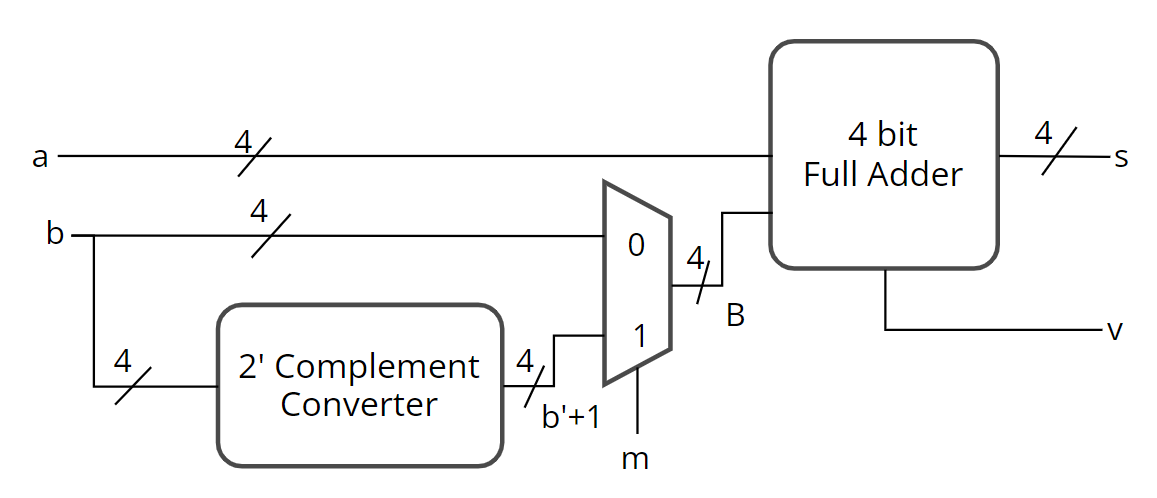 4 bit
Full Adder
a
4
4
s
b
4
0
4
B
1
v
4
2' Complement
Converter
4
b'+1
m